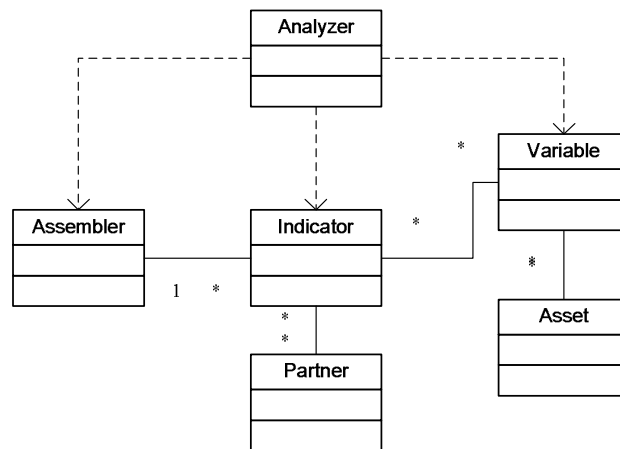 Analyzer
*
Variable
Assembler
Indicator
*
1 *
*
*
*
Asset
Partner